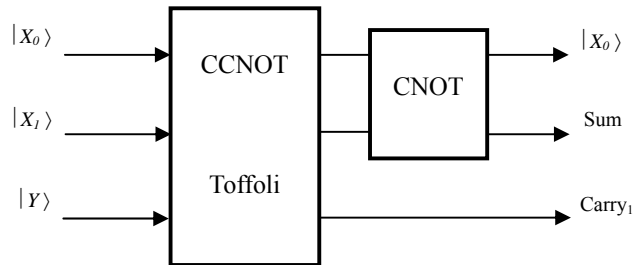 |X₀⟩ CCNOT CNOT |X₀⟩
|X₁⟩ Sum
|Y⟩ Toffoli Carry₁